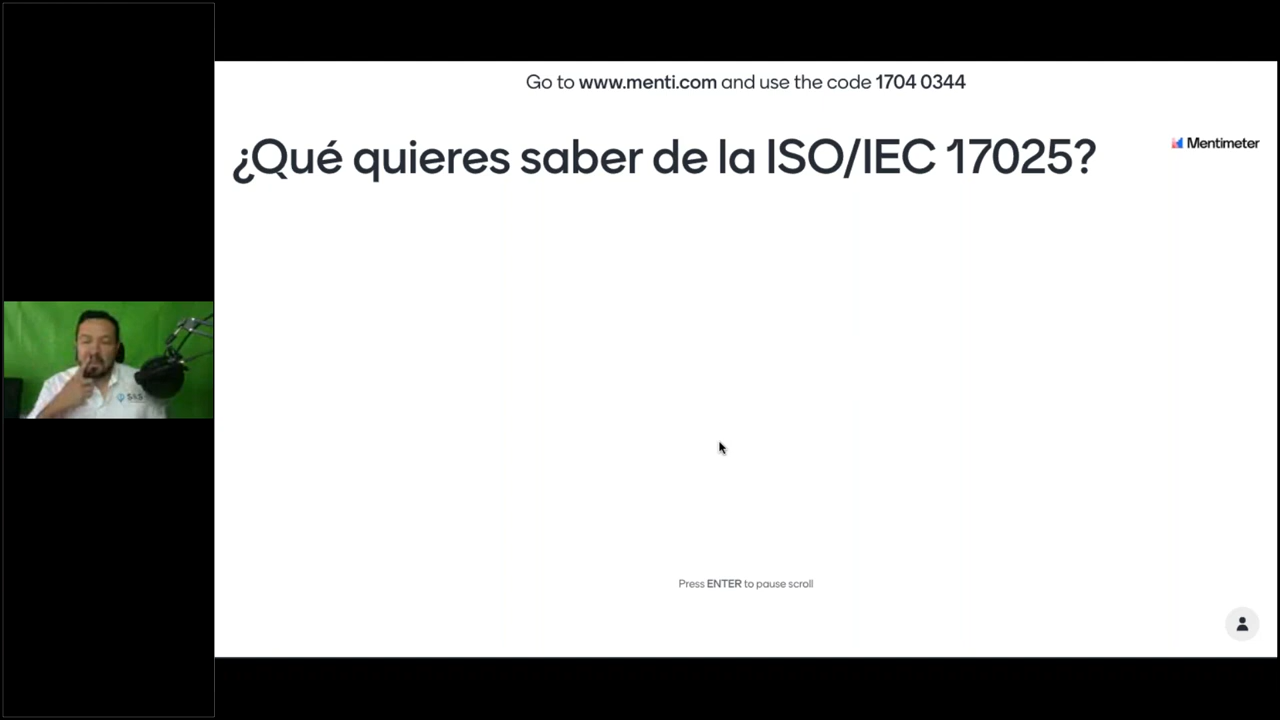 Go to www.menti.com and use the code 1704 0344
¿Qué quieres saber de la ISO/IEC 17025?
Mentimeter
S&S
Press ENTER to pause scroll